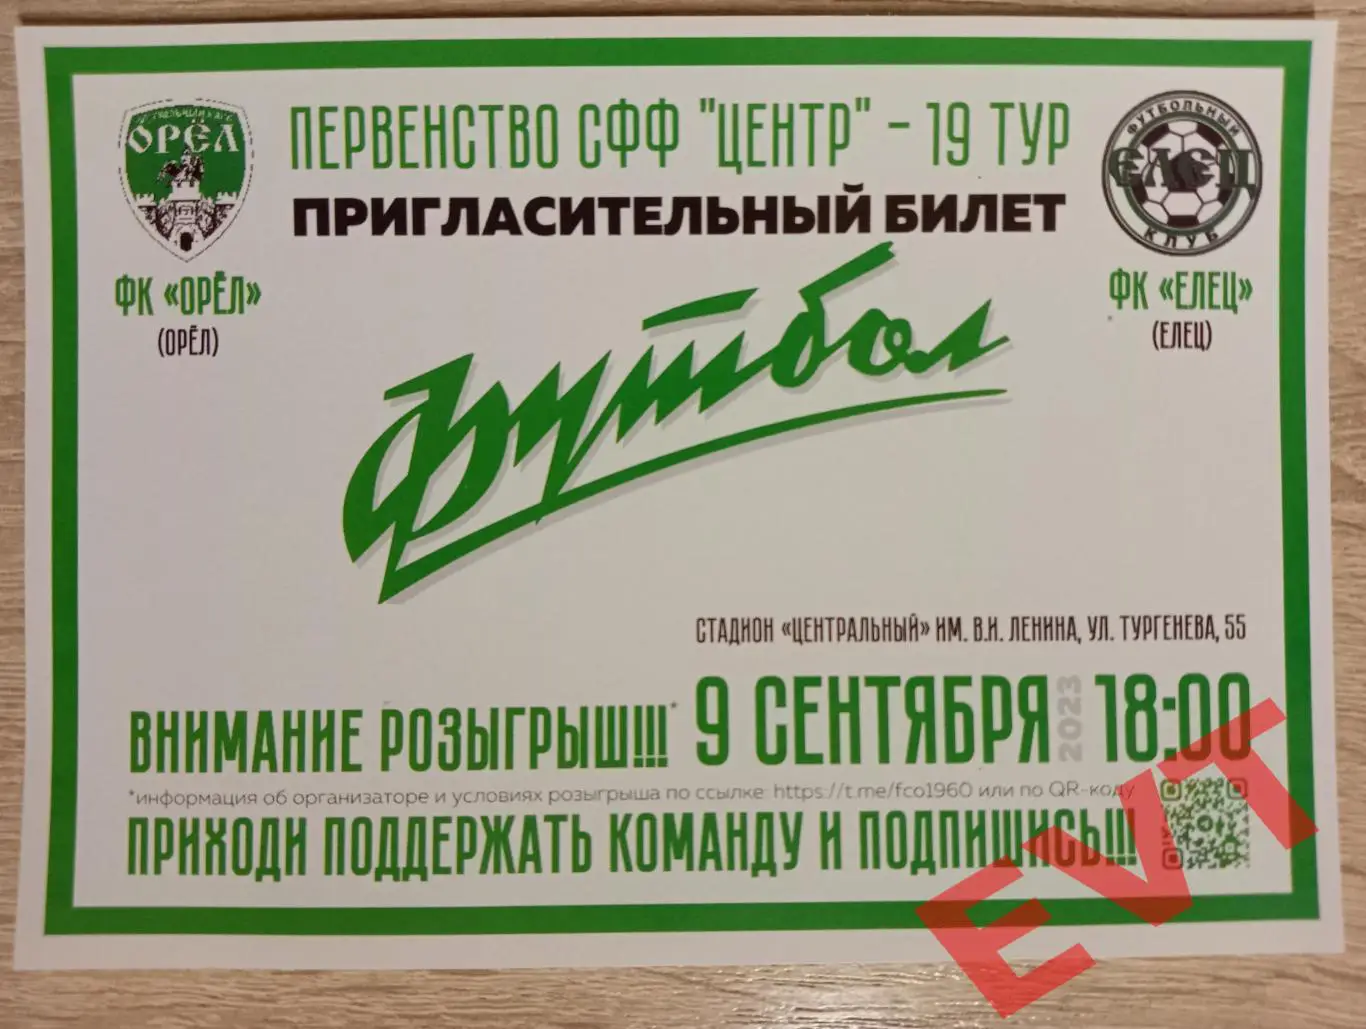 ПЕРВЕНСТВО СФФ "ЦЕНТР" - 19 ТУР
ПРИГЛАСИТЕЛЬНЫЙ БИЛЕТ
ОРЁЛ
ФК «ОРЁЛ»
(ОРЁЛ)
ФУТБОЛЬНЫЙ
ЕЛЕЦ
КЛУБ
ФК «ЕЛЕЦ»
(ЕЛЕЦ)
Футбол
СТАДИОН «ЦЕНТРАЛЬНЫЙ» ИМ. В.И. ЛЕНИНА, УЛ. ТУРГЕНЕВА, 55
ВНИМАНИЕ РОЗЫГРЫШ!!!* 9 СЕНТЯБРЯ 2023 18:00
*информация об организаторе и условиях розыгрыша по ссылке: https://t.me/fco1960 или по QR-коду
ПРИХОДИ ПОДДЕРЖАТЬ КОМАНДУ И ПОДПИШИСЬ!!!
EVT